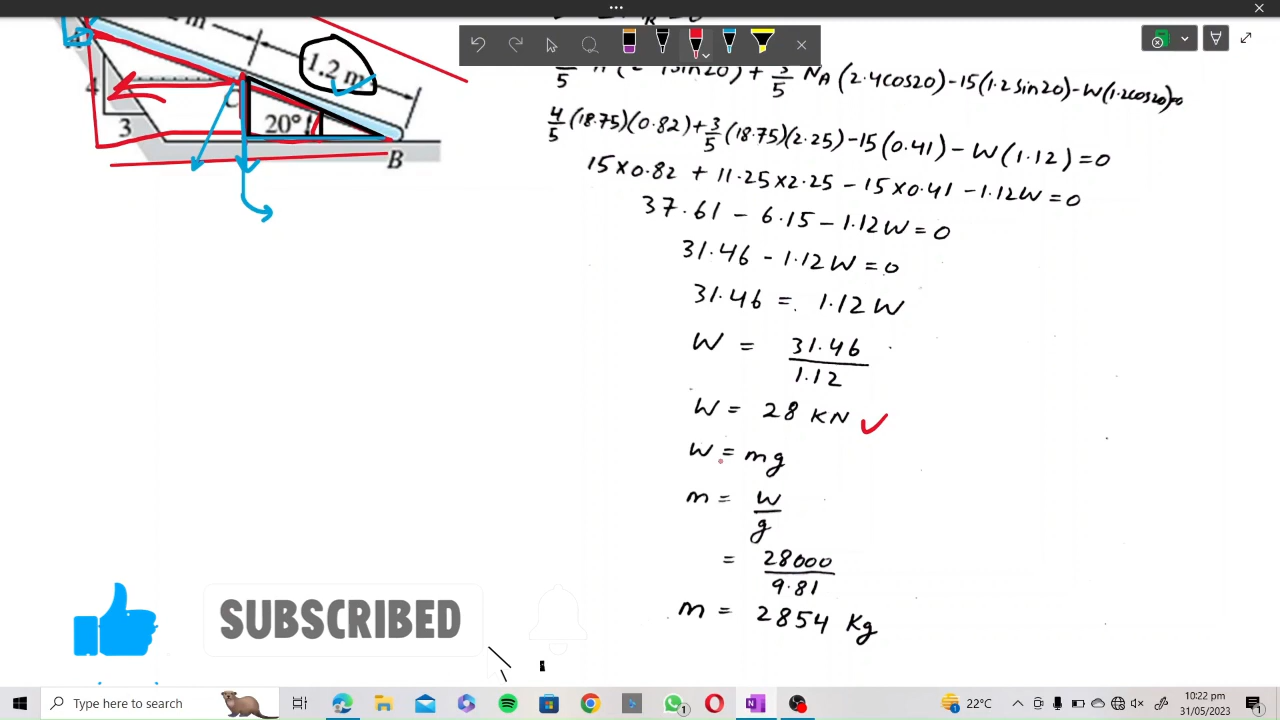 m
1.2 m
4
3
C
20°
B
4/5 (18.75)(0.82) + 3/5 (18.75)(2.25) - 15(0.41) - W(1.12) = 0
15×0.82 + 11.25×2.25 - 15×0.41 - 1.12W = 0
37.61 - 6.15 - 1.12W = 0
31.46 - 1.12W = 0
31.46 = 1.12W
W = 31.46/1.12
W = 28 KN ✓
W = mg
m = W/g
= 28000/9.81
m = 2854 Kg
SUBSCRIBED
Type here to search
1
22°C
10:22 pm
31/05/2023
1